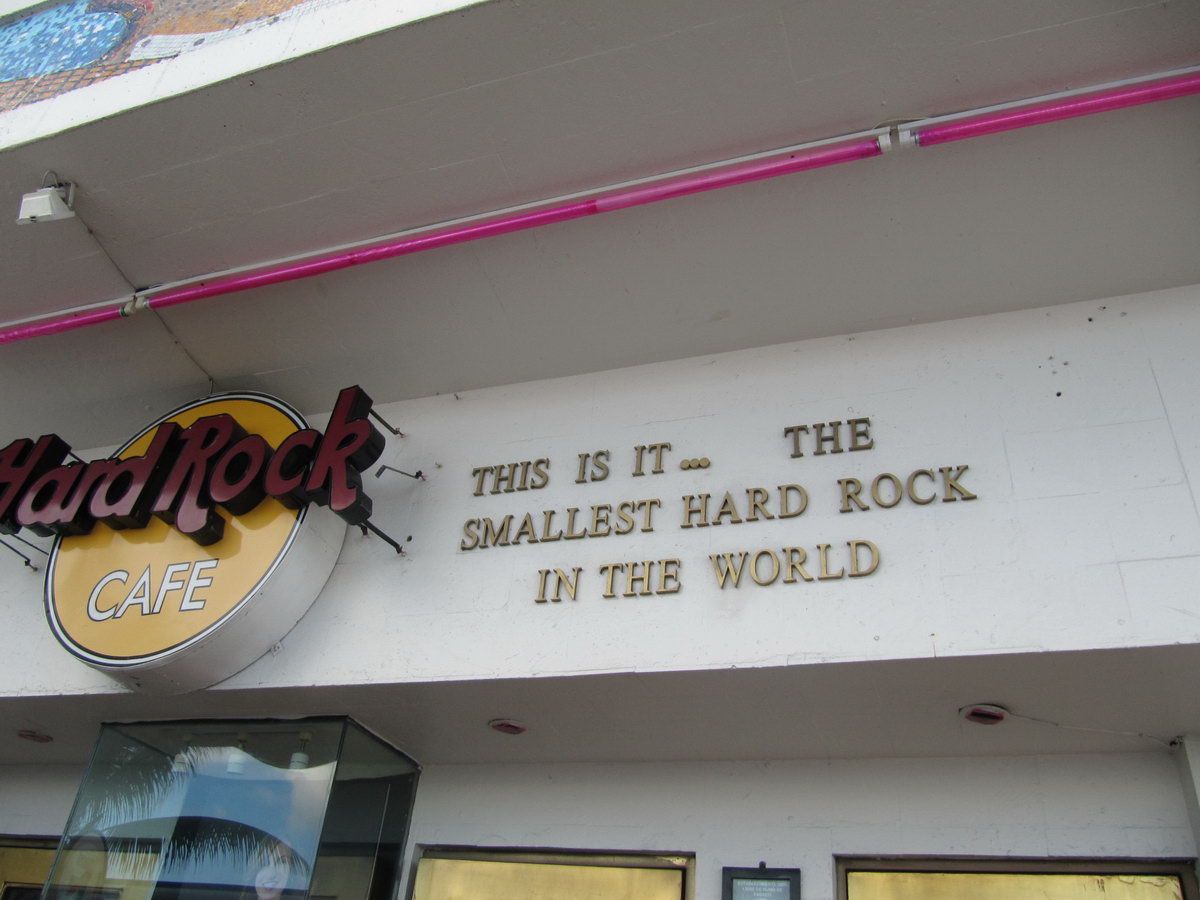 Hard Rock
CAFE
THIS IS IT... THE
SMALLEST HARD ROCK
IN THE WORLD